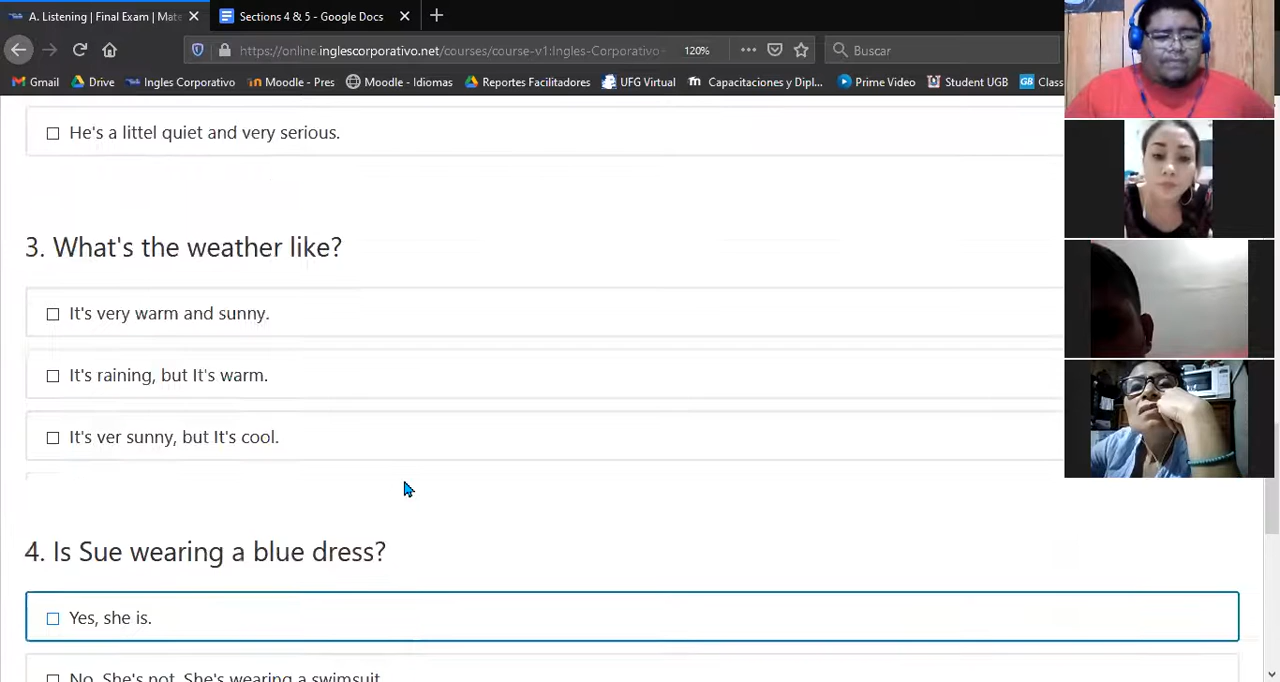 A. Listening | Final Exam | Mate
Sections 4 & 5 - Google Docs
https://online.inglescorporativo.net/courses/course-v1:Ingles-Corporativo
120%
Buscar
Gmail
Drive
Ingles Corporativo
Moodle - Pres
Moodle - Idiomas
Reportes Facilitadores
UFG Virtual
Capacitaciones y Dipl...
Prime Video
Student UGB
Class
He's a littel quiet and very serious.
3. What's the weather like?
It's very warm and sunny.
It's raining, but It's warm.
It's ver sunny, but It's cool.
4. Is Sue wearing a blue dress?
Yes, she is.
No. She's not. She's wearing a swimsuit.